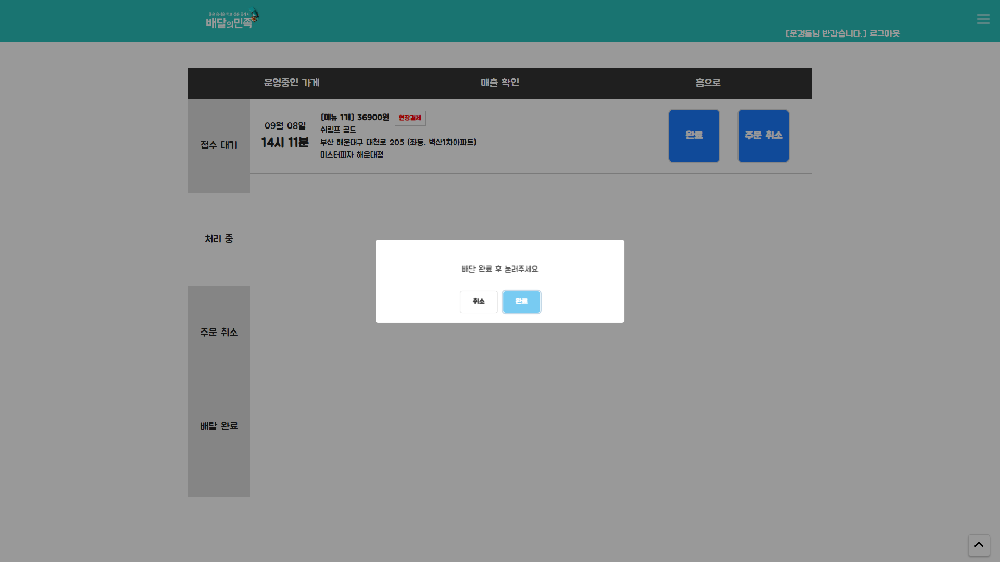 좋은 음식을 먹고 싶은 곳에서
배달의민족
[문경률님 반갑습니다.] 로그아웃
운영중인 가게
매출 확인
홈으로
접수 대기
처리 중
주문 취소
배달 완료
09월 08일
14시 11분
[메뉴 1개] 36900원 현장결제
쉬림프 골드
부산 해운대구 대천로 205 (좌동, 벽산1차아파트)
미스터피자 해운대점
완료
주문 취소
배달 완료 후 눌러주세요
취소
완료